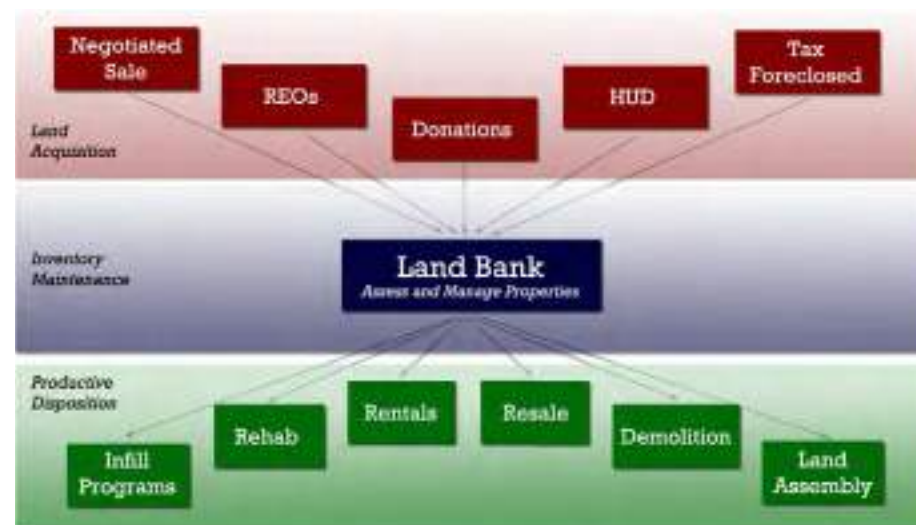 Negotiated
Sale
REOs
Donations
HUD
Tax
Foreclosed
Land
Acquisition
Land Bank
Assess and Manage Properties
Inventory
Maintenance
Productive
Disposition
Infill
Programs
Rehab
Rentals
Resale
Demolition
Land
Assembly